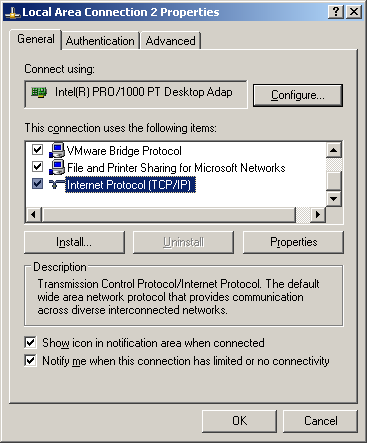 Local Area Connection 2 Properties
General Authentication Advanced
Connect using:
Intel(R) PRO/1000 PT Desktop Adap
Configure...
This connection uses the following items:
VMware Bridge Protocol
File and Printer Sharing for Microsoft Networks
Internet Protocol (TCP/IP)
Install... Uninstall Properties
Description
Transmission Control Protocol/Internet Protocol. The default
wide area network protocol that provides communication
across diverse interconnected networks.
Show icon in notification area when connected
Notify me when this connection has limited or no connectivity
OK Cancel